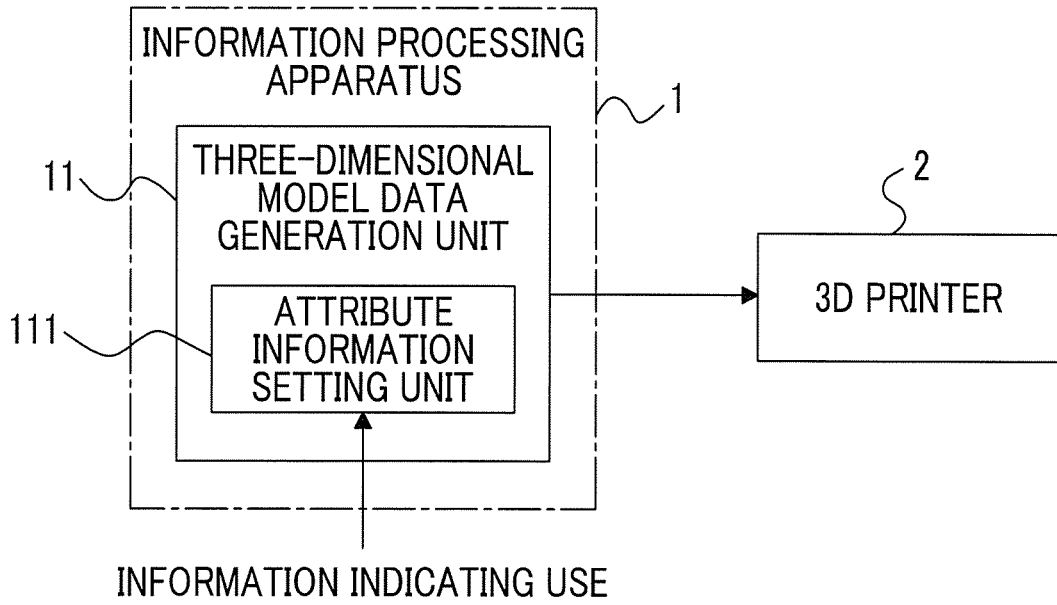 INFORMATION PROCESSING
APPARATUS
1
11
THREE-DIMENSIONAL
MODEL DATA
GENERATION UNIT
2
3D PRINTER
111
ATTRIBUTE
INFORMATION
SETTING UNIT
INFORMATION INDICATING USE